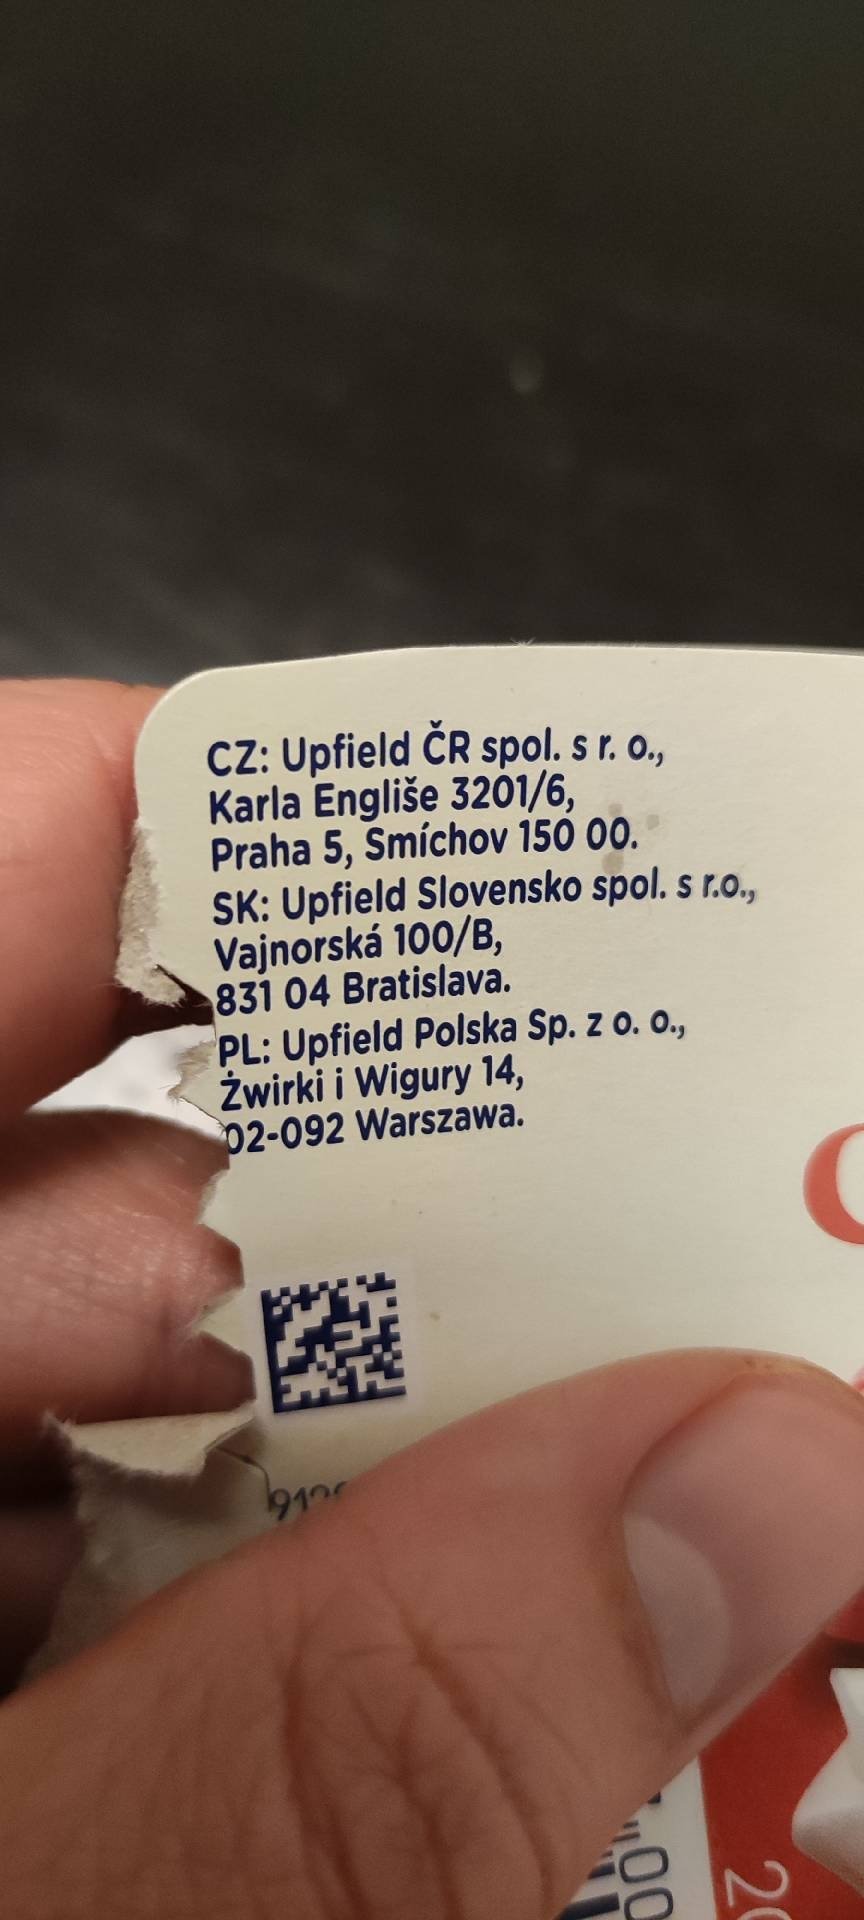 CZ: Upfield ČR spol. s r. o.,
Karla Engliše 3201/6,
Praha 5, Smíchov 150 00.
SK: Upfield Slovensko spol. s r.o.,
Vajnorská 100/B,
831 04 Bratislava.
PL: Upfield Polska Sp. z o. o.,
Żwirki i Wigury 14,
02-092 Warszawa.